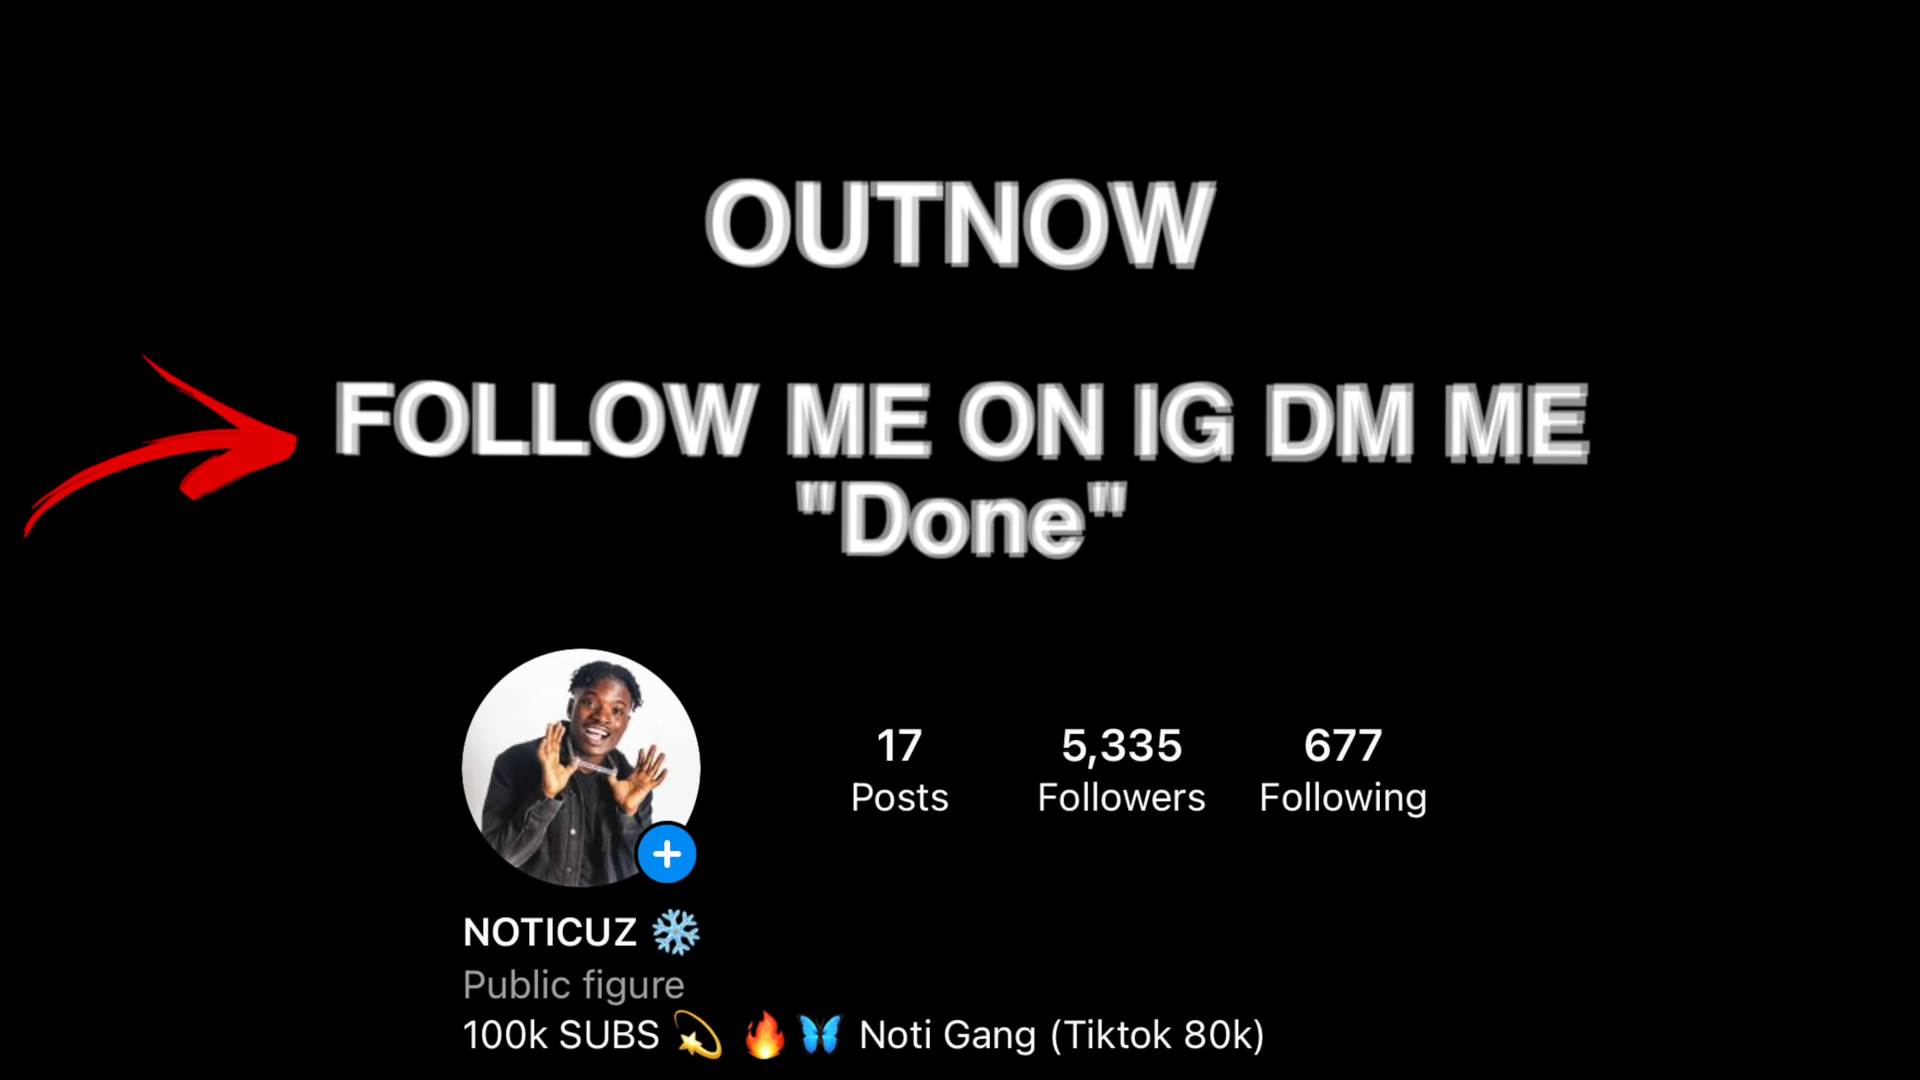 OUTNOW
FOLLOW ME ON IG DM ME
"Done"
17 5,335 677
Posts Followers Following
NOTICUZ ❄️
Public figure
100k SUBS 💫 🔥🦋 Noti Gang (Tiktok 80k)